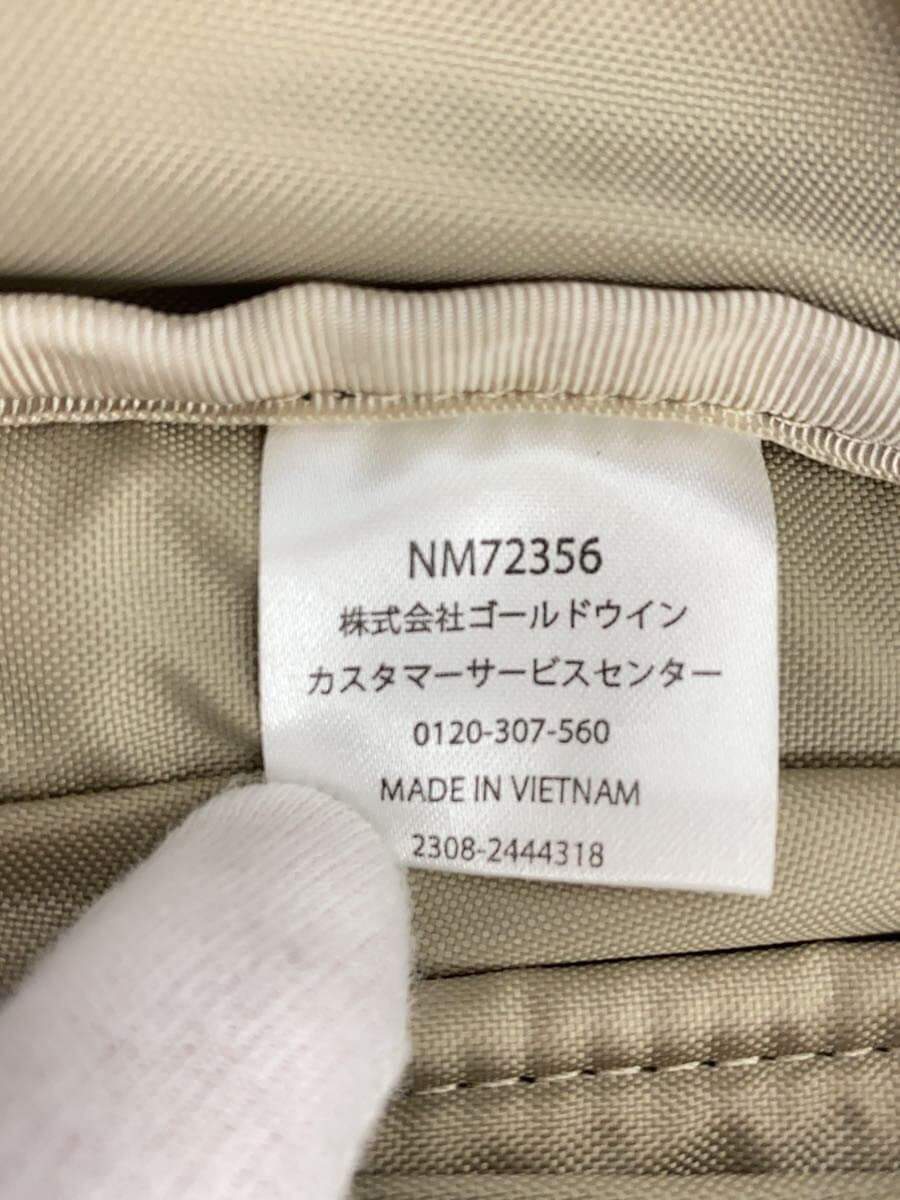 NM72356
株式会社ゴールドウイン
カスタマーサービスセンター
0120-307-560
MADE IN VIETNAM
2308-2444318